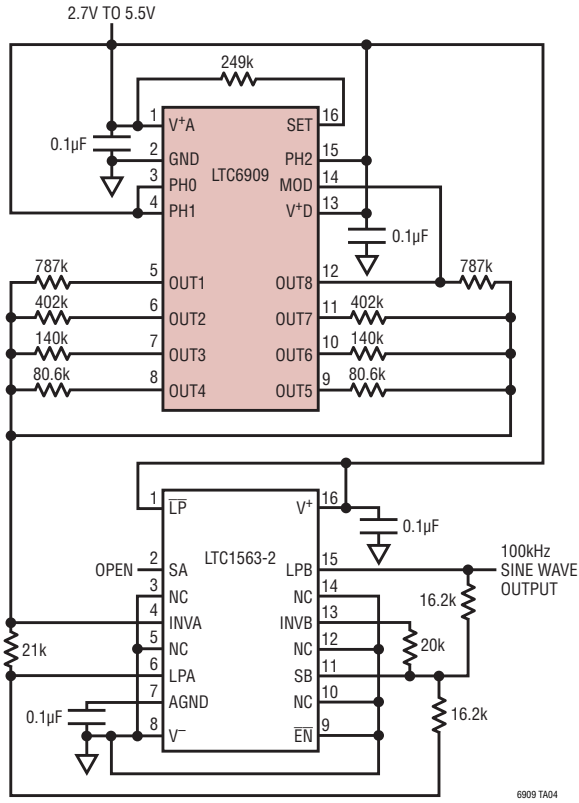 2.7V TO 5.5V
249k
1
V+A
SET
16
0.1µF
2
GND
LTC6909
PH2
15
3
PH0
MOD
14
4
PH1
V+D
13
0.1µF
787k
5
OUT1
OUT8
12
787k
402k
6
OUT2
OUT7
11
402k
140k
7
OUT3
OUT6
10
140k
80.6k
8
OUT4
OUT5
9
80.6k
1
LP
V+
16
0.1µF
LTC1563-2
OPEN
2
SA
LPB
15
100kHz
SINE WAVE
OUTPUT
3
NC
NC
14
16.2k
4
INVA
INVB
13
5
NC
NC
12
20k
21k
6
LPA
SB
11
7
AGND
NC
10
16.2k
0.1µF
8
V–
EN
9
6909 TA04